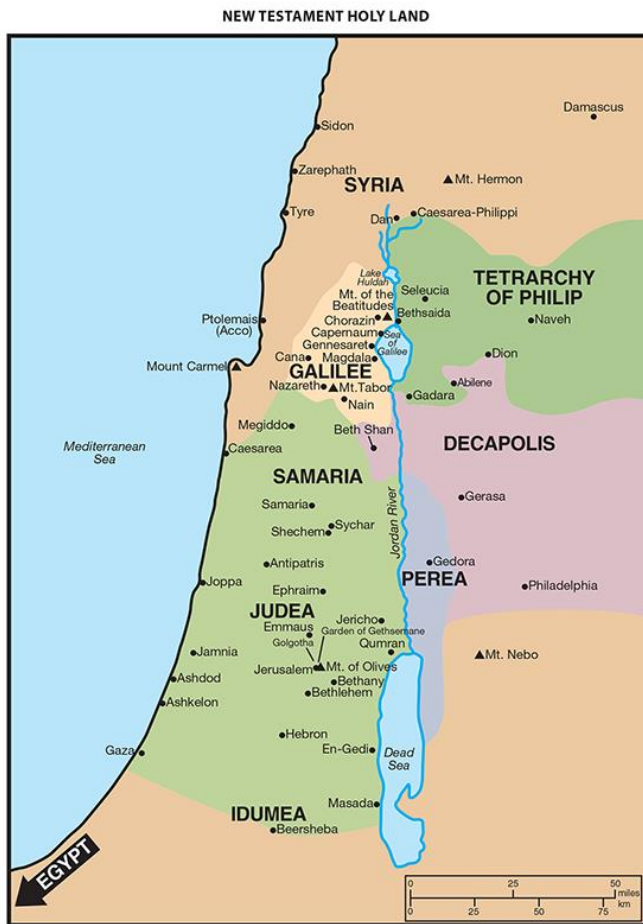 NEW TESTAMENT HOLY LAND
Damascus
Sidon
Zarephath
SYRIA
Mt. Hermon
Tyre
Dan
Caesarea-Philippi
Lake
Huldah
TETRARCHY
OF PHILIP
Seleucia
Mt. of the
Beatitudes
Ptolemais
(Acco)
Chorazin
Bethsaida
Naveh
Capernaum
Sea
of
Galilee
Gennesaret
Cana
Magdala
Dion
Mount Carmel
GALILEE
Nazareth
Mt.Tabor
Abilene
Gadara
Nain
Megiddo
Beth Shan
DECAPOLIS
Mediterranean
Sea
Caesarea
SAMARIA
Samaria
Gerasa
Sychar
Shechem
Jordan River
Antipatris
Gedora
Joppa
PEREA
Philadelphia
Ephraim
JUDEA
Jericho
Emmaus
Garden of Gethsemane
Golgotha
Qumran
Jamnia
Mt. Nebo
Jerusalem
Mt. of Olives
Ashdod
Bethany
Bethlehem
Ashkelon
Hebron
Gaza
En-Gedi
Dead
Sea
Masada
IDUMEA
Beersheba
EGYPT
0 25 50
miles
km
0 25 50 75